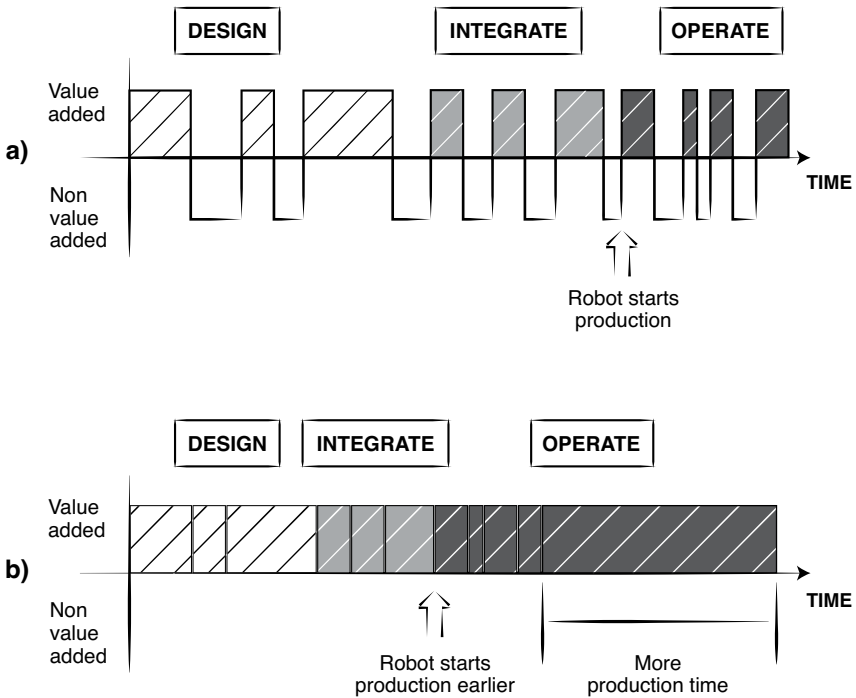 DESIGN
INTEGRATE
OPERATE
Value
added
a)
Non
value
added
TIME
Robot starts
production
DESIGN
INTEGRATE
OPERATE
Value
added
b)
Non
value
added
TIME
Robot starts
production earlier
More
production time